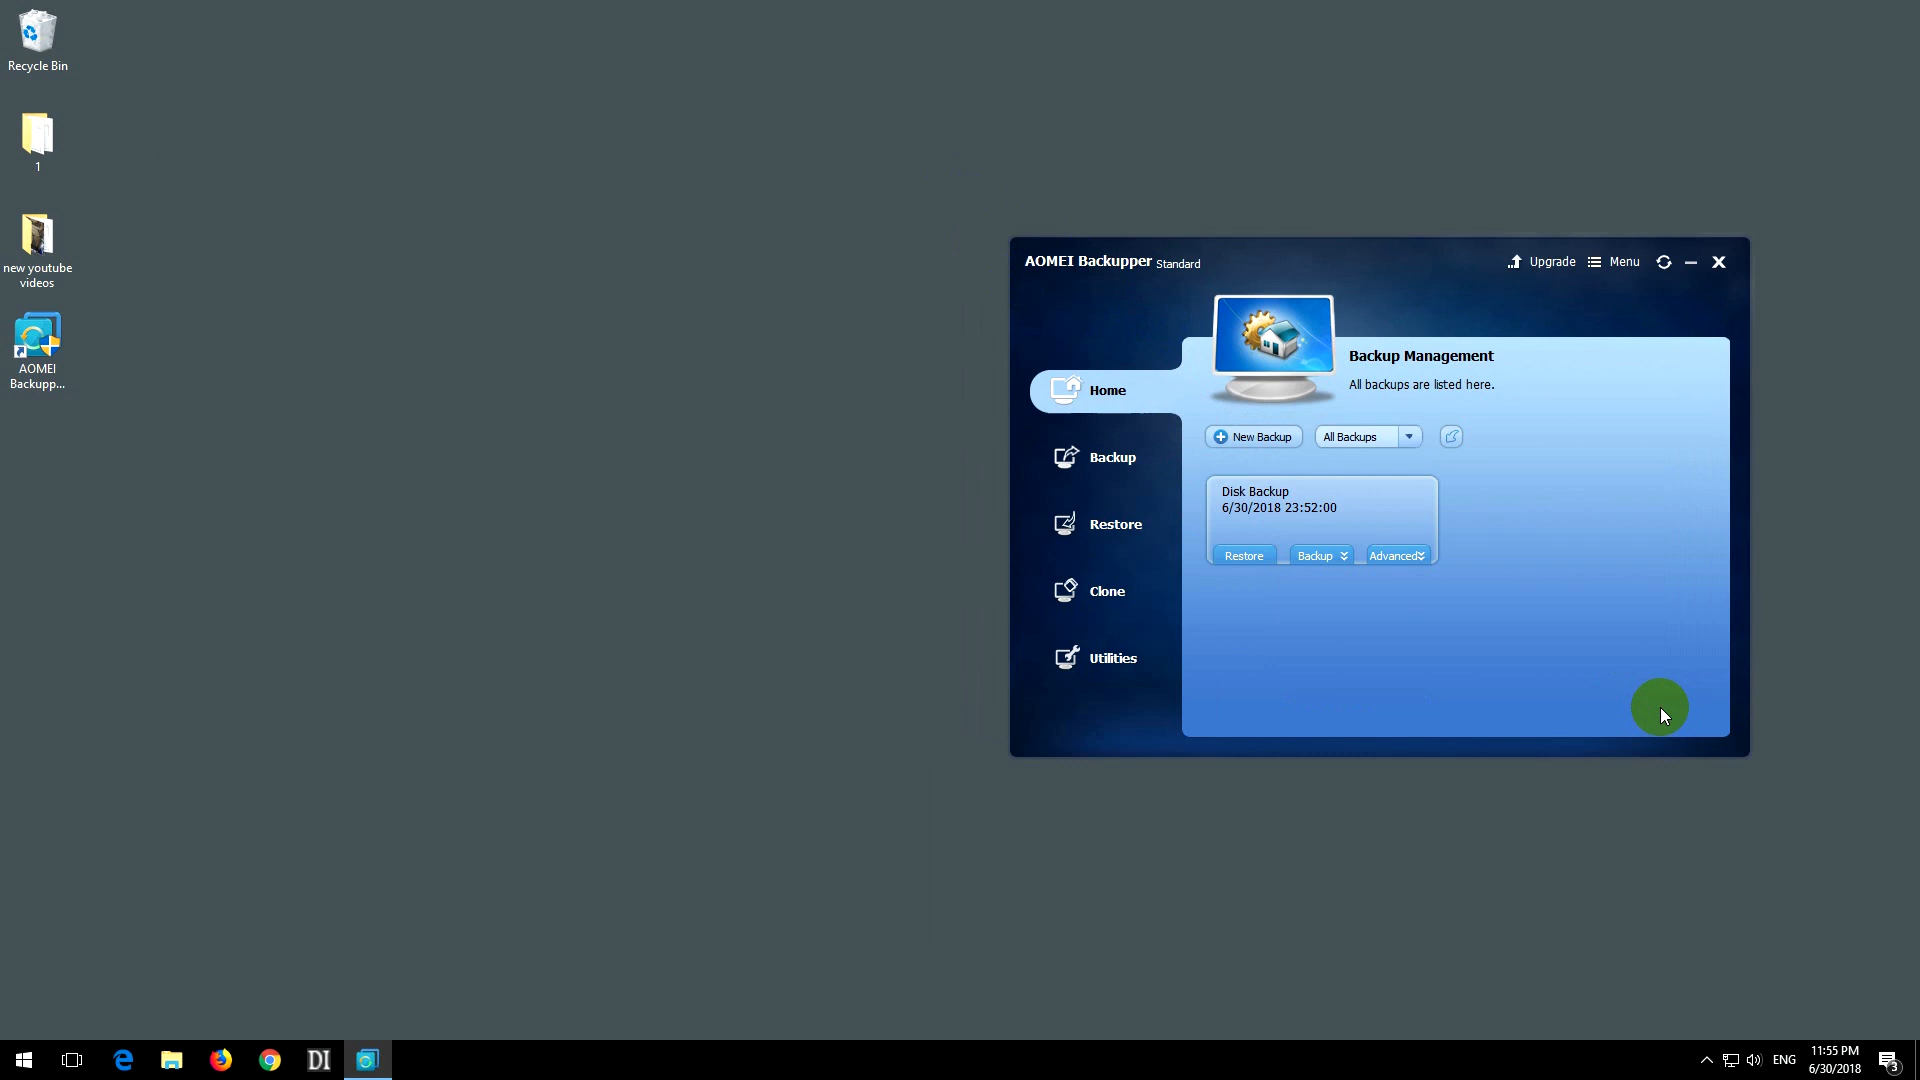 Recycle Bin
1
new youtube
videos
AOMEI
Backupp...
AOMEI Backupper Standard
Upgrade
Menu
Backup Management
All backups are listed here.
Home
Backup
Restore
Clone
Utilities
New Backup
All Backups
Disk Backup
6/30/2018 23:52:00
Restore
Backup
Advanced
DI
ENG
11:55 PM
6/30/2018
3